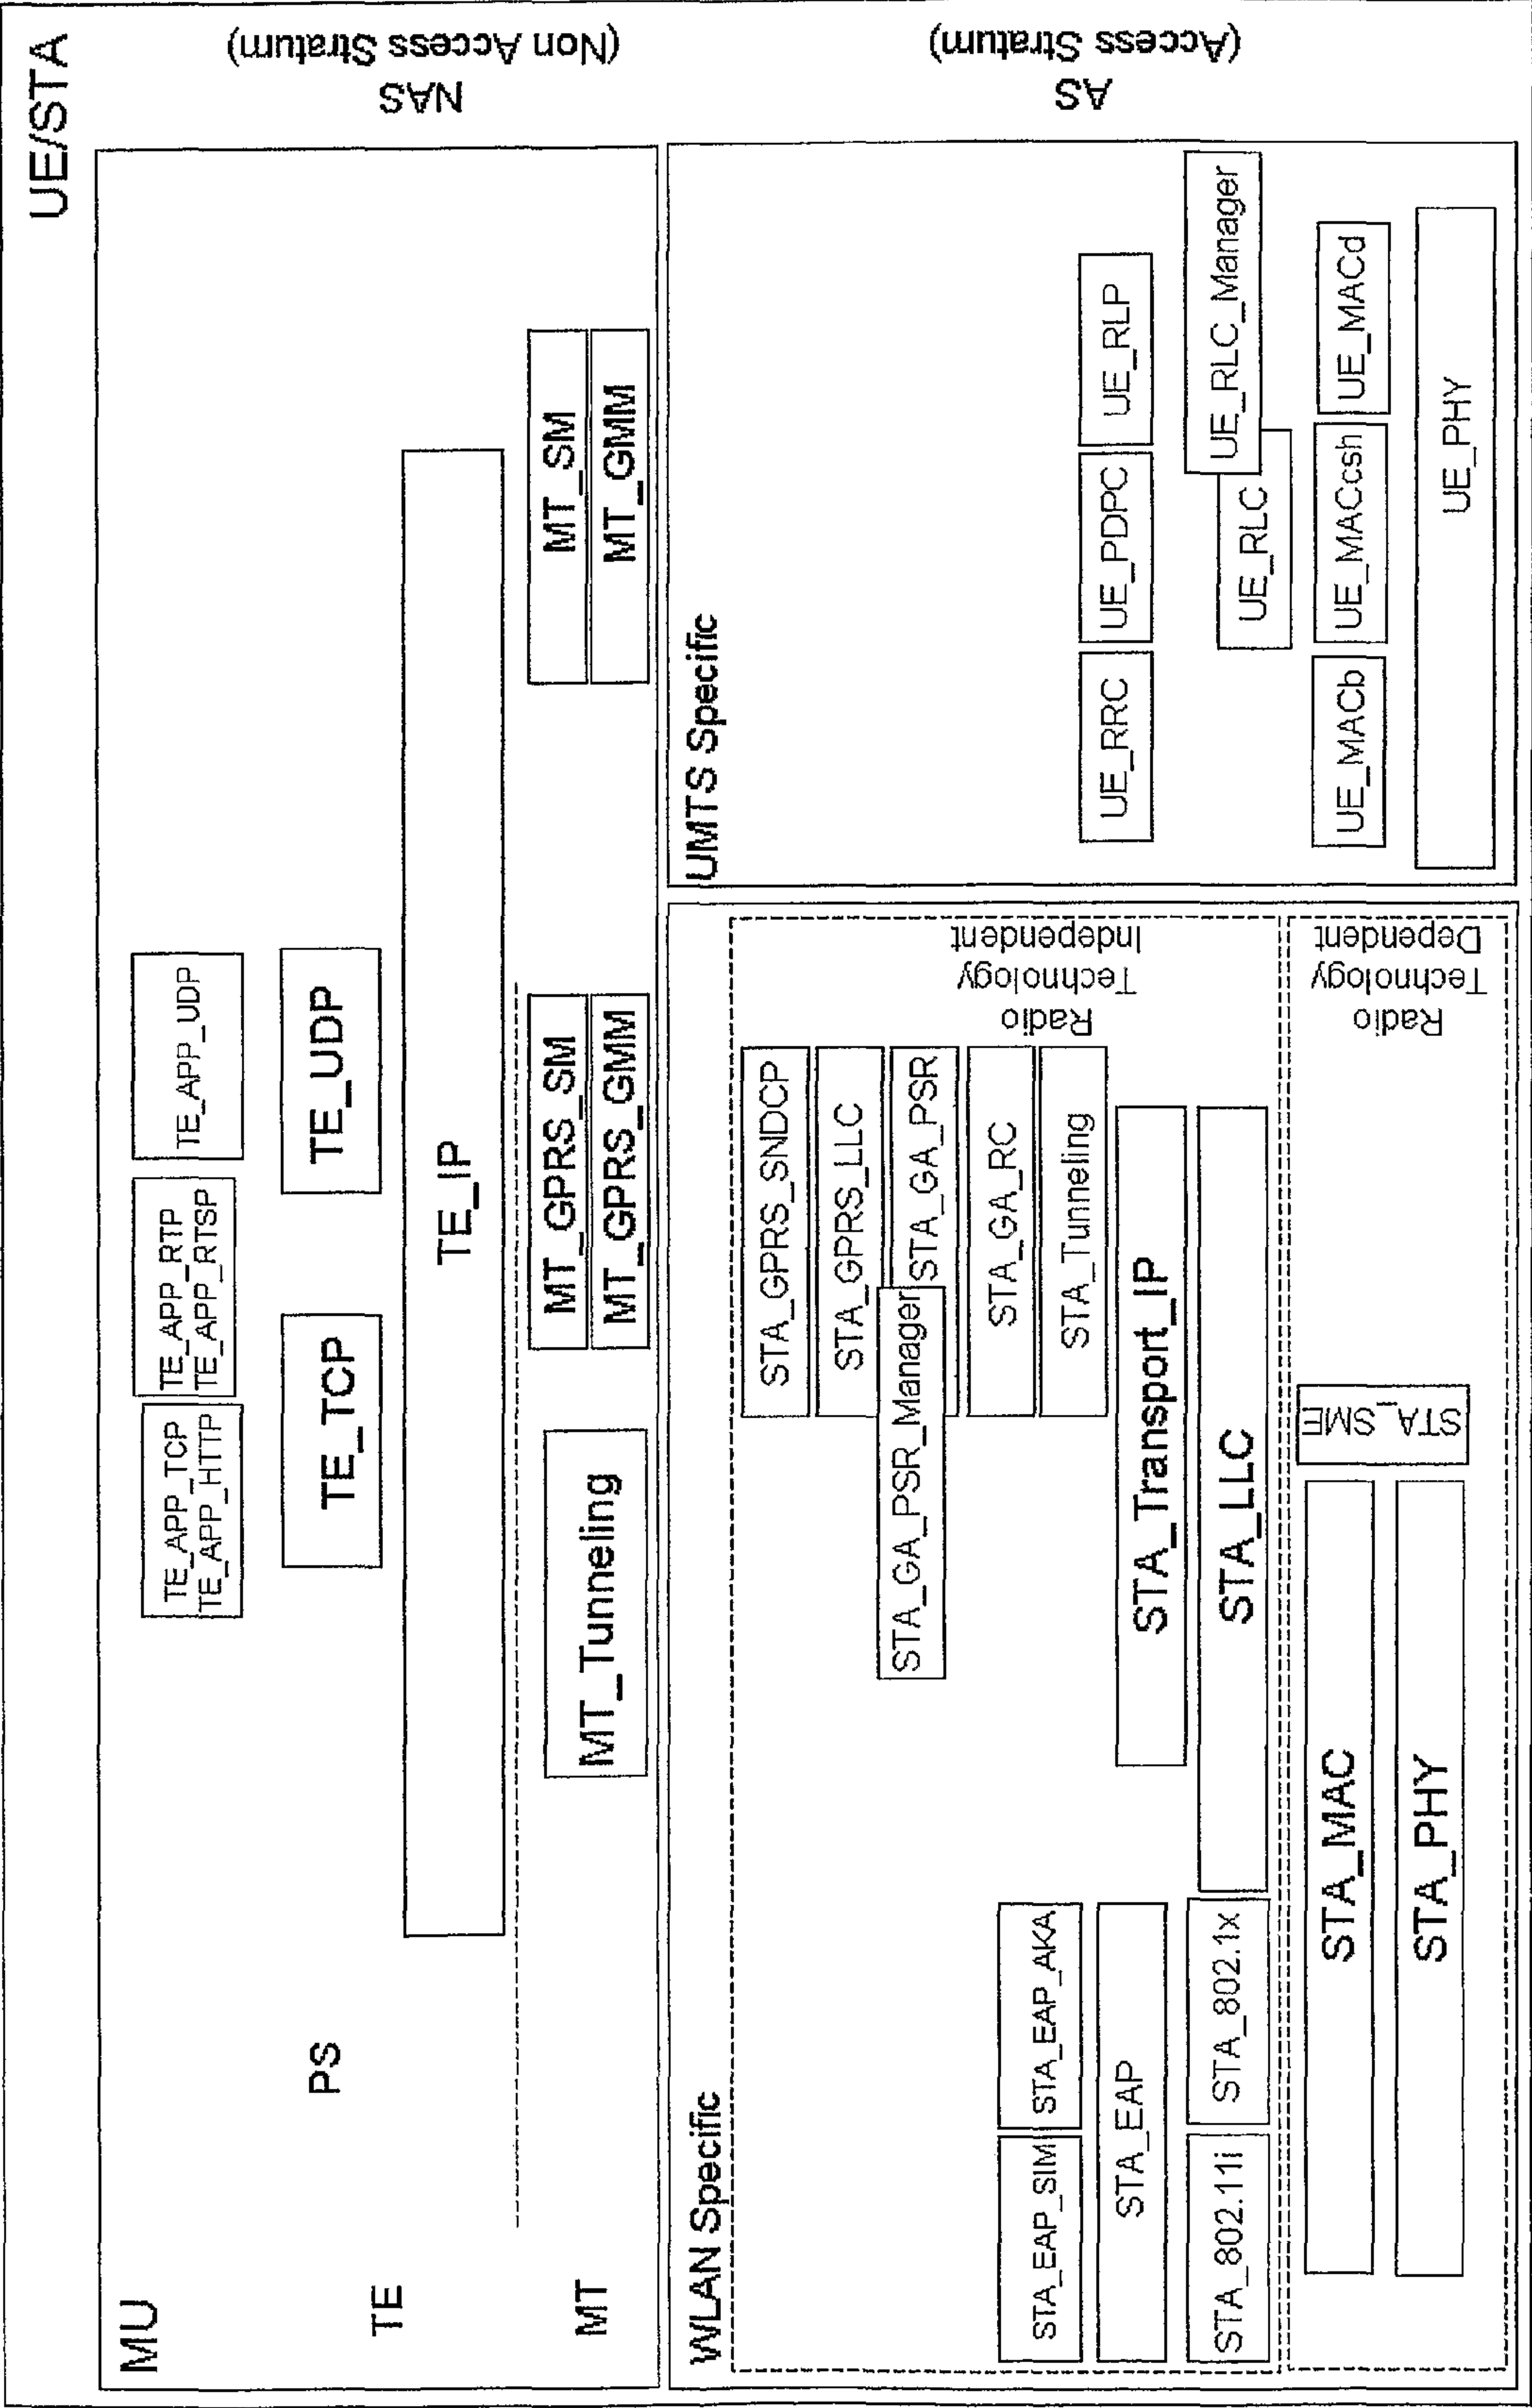 UE/STA
MU
NAS
(Non Access Stratum)
TE_APP_TCP
TE_APP_HTTP
TE_APP_RTP
TE_APP_RTSP
TE_APP_UDP
PS
TE_TCP
TE_UDP
TE
TE_IP
MT
MT_Tunneling
MT_GPRS_SM
MT_GPRS_GMM
MT_SM
MT_GMM
WLAN Specific
STA_GPRS_SNDCP
STA_GPRS_LLC
STA_GA_PSR_Manager
STA_GA_PSR
STA_GA_RC
STA_Tunneling
Radio
Technology
Independent
STA_EAP_SIM
STA_EAP_AKA
STA_EAP
STA_Transport_IP
STA_802.11i
STA_802.1x
STA_LLC
STA_MAC
STA_SME
STA_PHY
Radio
Technology
Dependent
UMTS Specific
AS
(Access Stratum)
UE_RRC
UE_PDPC
UE_RLP
UE_RLC_Manager
UE_RLC
UE_MACb
UE_MACcsh
UE_MACd
UE_PHY